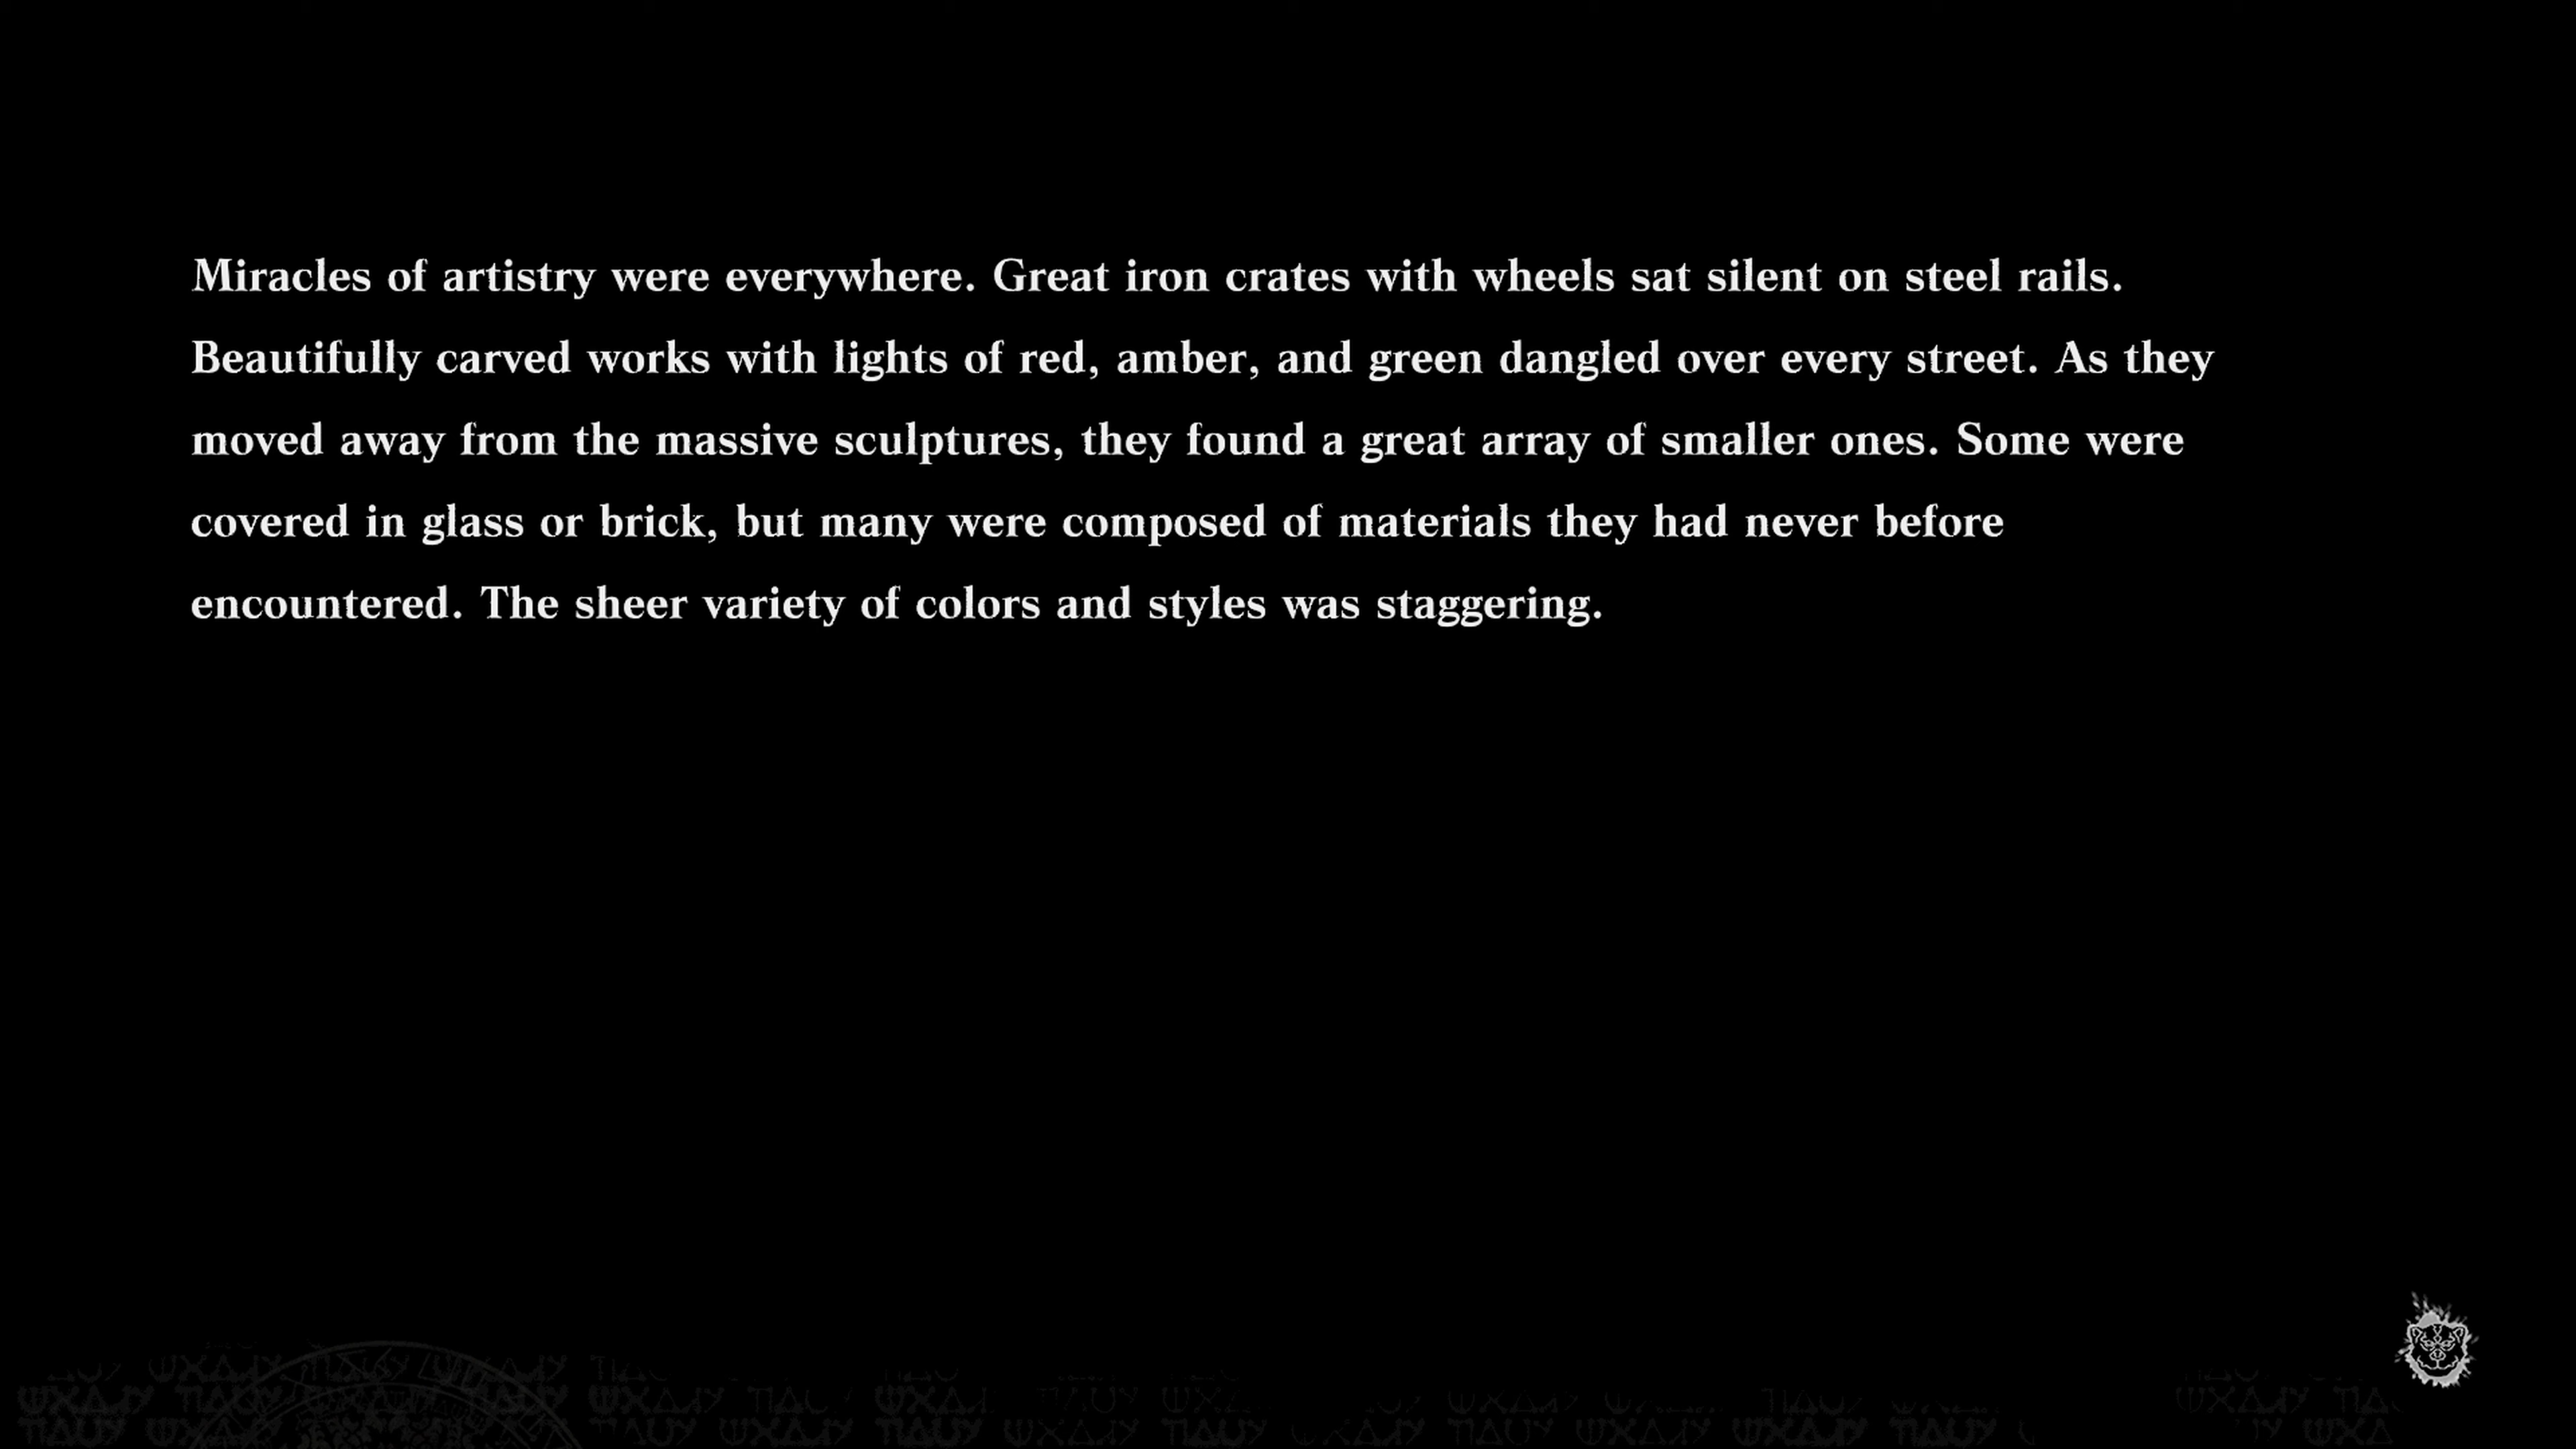 Miracles of artistry were everywhere. Great iron crates with wheels sat silent on steel rails.
Beautifully carved works with lights of red, amber, and green dangled over every street. As they
moved away from the massive sculptures, they found a great array of smaller ones. Some were
covered in glass or brick, but many were composed of materials they had never before
encountered. The sheer variety of colors and styles was staggering.